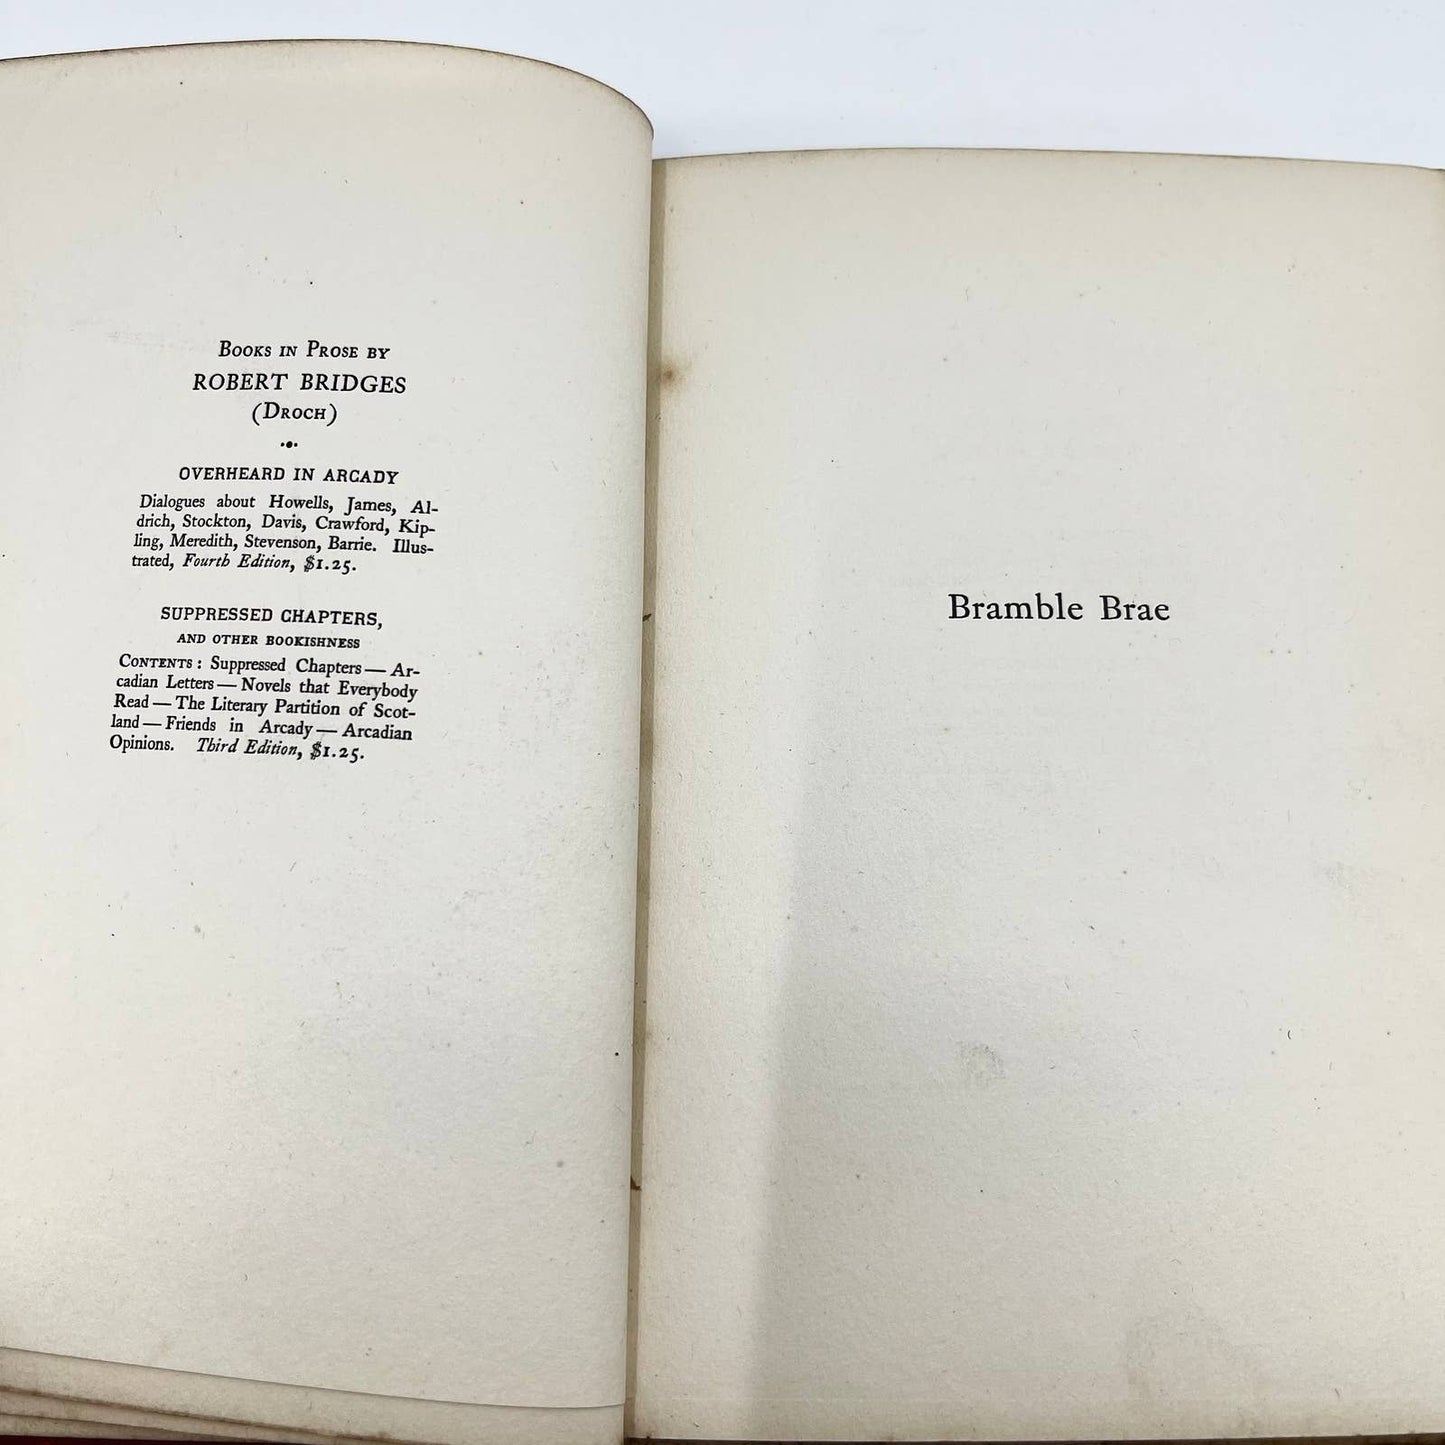 Books in Prose by
ROBERT BRIDGES
(Droch)
OVERHEARD IN ARCADY
Dialogues about Howells, James, Al-
drich, Stockton, Davis, Crawford, Kip-
ling, Meredith, Stevenson, Barrie. Illus-
trated, Fourth Edition, $1.25.
SUPPRESSED CHAPTERS,
AND OTHER BOOKISHNESS
Contents: Suppressed Chapters — Ar-
cadian Letters — Novels that Everybody
Read — The Literary Partition of Scot-
land — Friends in Arcady — Arcadian
Opinions. Third Edition, $1.25.
Bramble Brae